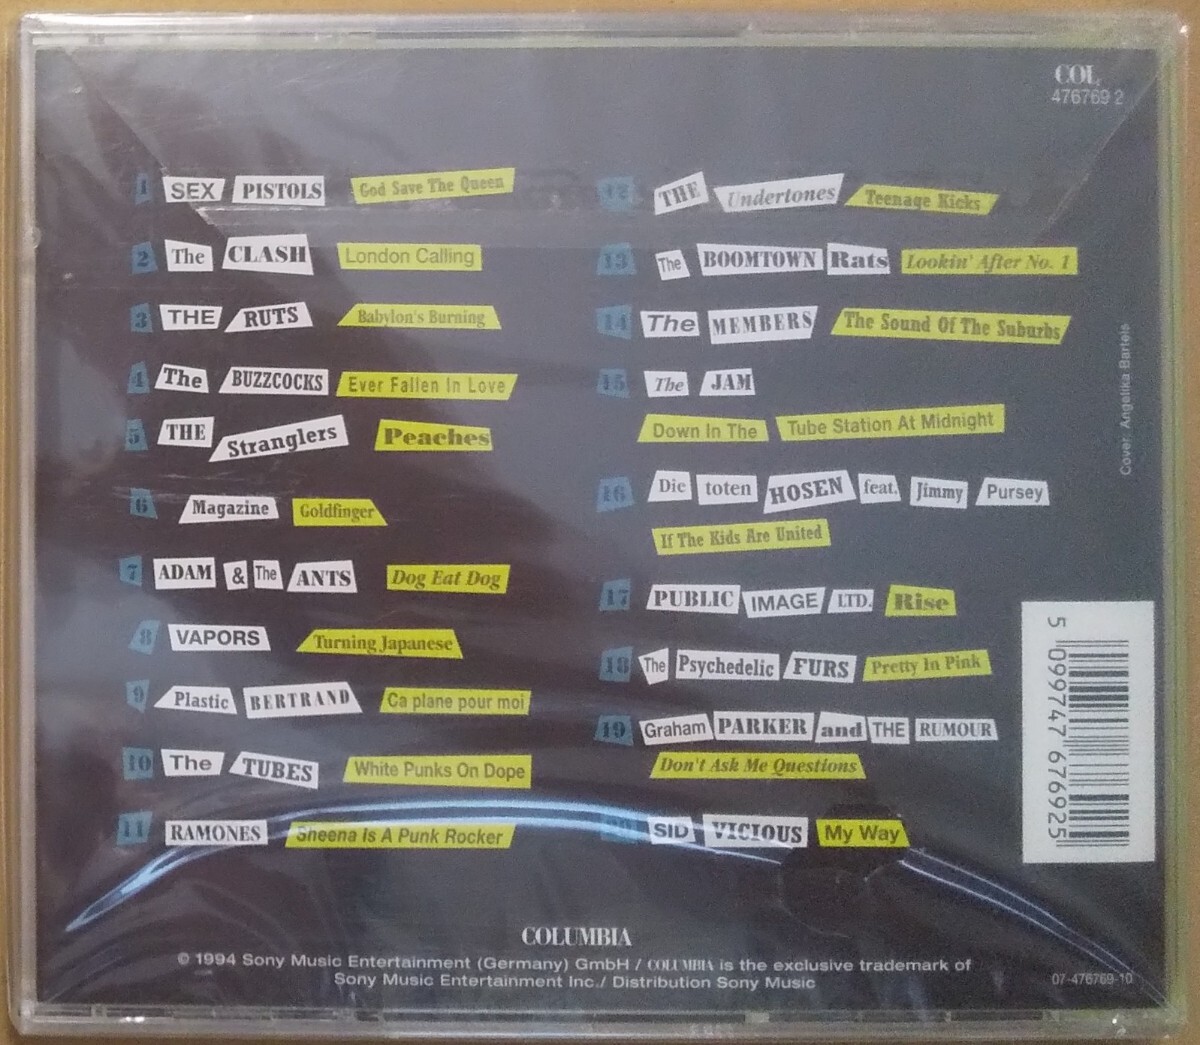 COL
476769 2
1 SEX PISTOLS God Save The Queen
2 The CLASH London Calling
3 THE RUTS Babylon's Burning
4 The BUZZCOCKS Ever Fallen In Love
5 THE Stranglers Peaches
6 Magazine Goldfinger
7 ADAM & The ANTS Dog Eat Dog
8 VAPORS Turning Japanese
9 Plastic BERTRAND Ca plane pour moi
10 The TUBES White Punks On Dope
11 RAMONES Sheena Is A Punk Rocker
12 THE Undertones Teenage Kicks
13 The BOOMTOWN Rats Lookin' After No. 1
14 The MEMBERS The Sound Of The Suburbs
15 The JAM
Down In The Tube Station At Midnight
16 Die toten HOSEN feat. Jimmy Pursey
If The Kids Are United
17 PUBLIC IMAGE LTD. Rise
18 The Psychedelic FURS Pretty In Pink
19 Graham PARKER and THE RUMOUR
Don't Ask Me Questions
20 SID VICIOUS My Way
Cover: Angelika Bartels
5 099747 676925
COLUMBIA
© 1994 Sony Music Entertainment (Germany) GmbH / COLUMBIA is the exclusive trademark of
Sony Music Entertainment Inc./ Distribution Sony Music
07-476769-10